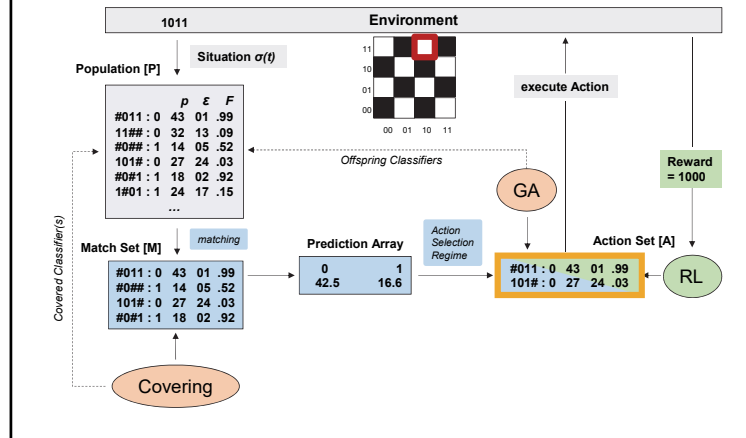 Environment
1011
Situation σ(t)
Population [P]
p ε F
#011 : 0 43 01 .99
11## : 0 32 13 .09
#0## : 1 14 05 .52
101# : 0 27 24 .03
#0#1 : 1 18 02 .92
1#01 : 1 24 17 .15
...
11
10
01
00
00 01 10 11
execute Action
Reward
= 1000
Offspring Classifiers
GA
Covered Classifier(s)
matching
Match Set [M]
#011 : 0 43 01 .99
#0## : 1 14 05 .52
101# : 0 27 24 .03
#0#1 : 1 18 02 .92
Prediction Array
0 1
42.5 16.6
Action
Selection
Regime
Action Set [A]
#011 : 0 43 01 .99
101# : 0 27 24 .03
RL
Covering